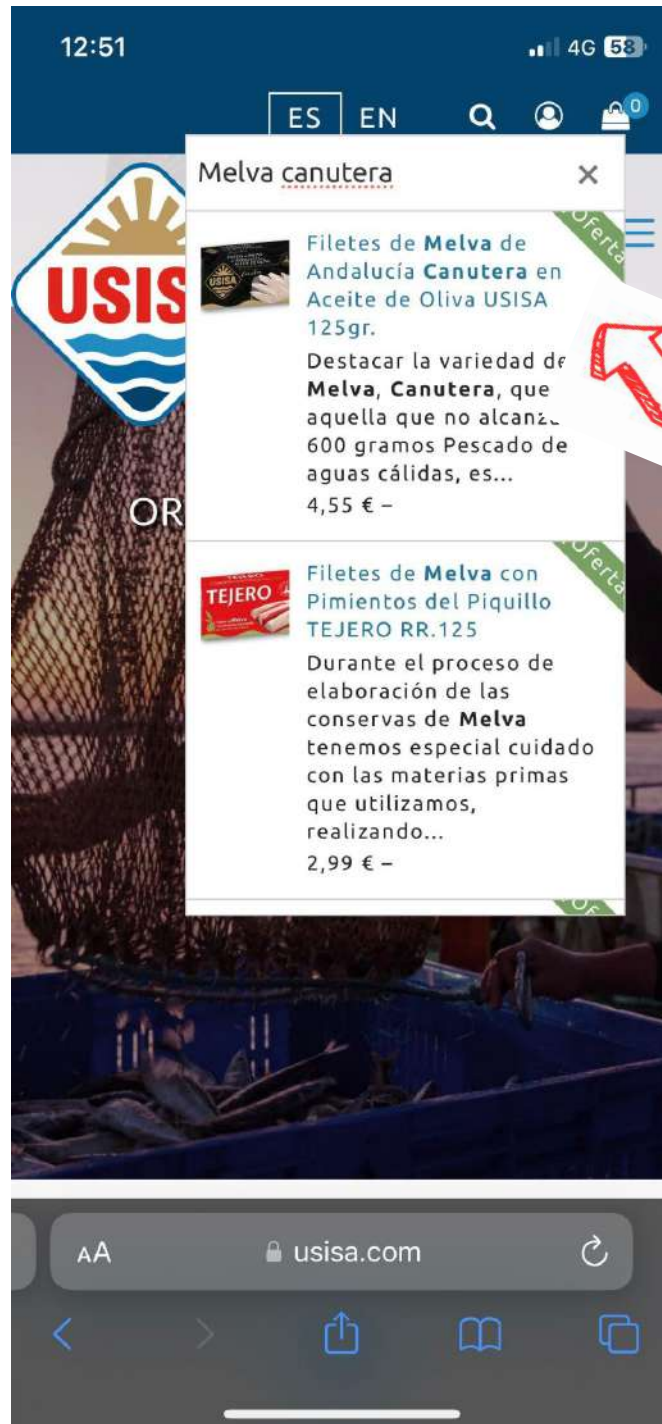 12:51
4G 58
ES EN
0
Melva canutera
USIS
OR
USISA
Oferta
Filetes de Melva de
Andalucía Canutera en
Aceite de Oliva USISA
125gr.
Destacar la variedad de
Melva, Canutera, que
aquella que no alcanz
600 gramos Pescado de
aguas cálidas, es...
4,55 € –
TEJERO
Oferta
Filetes de Melva con
Pimientos del Piquillo
TEJERO RR.125
Durante el proceso de
elaboración de las
conservas de Melva
tenemos especial cuidado
con las materias primas
que utilizamos,
realizando...
2,99 € –
AA usisa.com